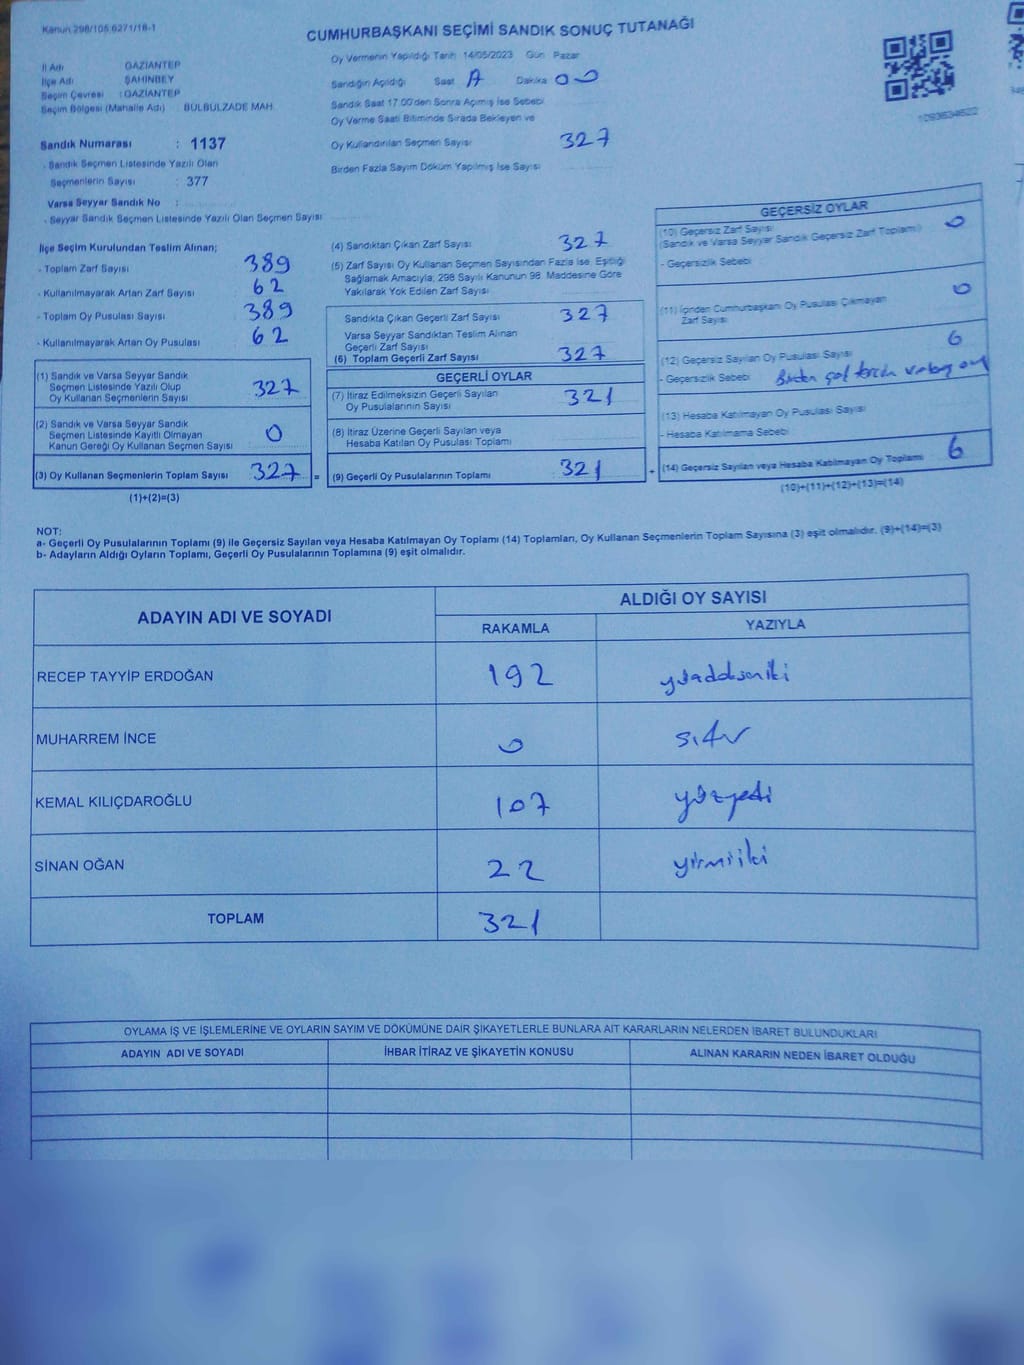 Kanun 298/105 6271/18-1
CUMHURBAŞKANI SEÇİMİ SANDIK SONUÇ TUTANAĞI
İl Adı : GAZİANTEP
İlçe Adı : ŞAHİNBEY
Seçim Çevresi : GAZİANTEP
Seçim Bölgesi (Mahalle Adı) : BÜLBÜLZADE MAH.
Sandık Numarası : 1137
- Sandık Seçmen Listesinde Yazılı Olan
Seçmenlerin Sayısı : 377
Varsa Seyyar Sandık No :
- Seyyar Sandık Seçmen Listesinde Yazılı Olan Seçmen Sayısı
Oy Vermenin Yapıldığı Tarih 14/05/2023 Gün Pazar
Sandığın Açıldığı Saat Dakika 00
Sandık Saat 17.00'den Sonra Açımış İse Sebebi
Oy Verme Saati Bitiminde Sırada Bekleyen ve
Oy Kullandırılan Seçmen Sayısı 327
Birden Fazla Sayım Döküm Yapılmış İse Sayısı
1093634622
İlçe Seçim Kurulundan Teslim Alınan;
- Toplam Zarf Sayısı 389
- Kullanılmayarak Artan Zarf Sayısı 62
- Toplam Oy Pusulası Sayısı 389
- Kullanılmayarak Artan Oy Pusulası 62
(1) Sandık ve Varsa Seyyar Sandık
Seçmen Listesinde Yazılı Olup
Oy Kullanan Seçmenlerin Sayısı 327
(2) Sandık ve Varsa Seyyar Sandık
Seçmen Listesinde Kayıtlı Olmayan
Kanun Gereği Oy Kullanan Seçmen Sayısı 0
(3) Oy Kullanan Seçmenlerin Toplam Sayısı 327 =
(1)+(2)=(3)
(4) Sandıktan Çıkan Zarf Sayısı 327
(5) Zarf Sayısı Oy Kullanan Seçmen Sayısından Fazla İse, Eşitliği
Sağlamak Amacıyla; 298 Sayılı Kanunun 98. Maddesine Göre
Yakılarak Yok Edilen Zarf Sayısı
Sandıkta Çıkan Geçerli Zarf Sayısı 327
Varsa Seyyar Sandıktan Teslim Alınan
Geçerli Zarf Sayısı
(6) Toplam Geçerli Zarf Sayısı 327
GEÇERLİ OYLAR
(7) İtiraz Edilmeksizin Geçerli Sayılan
Oy Pusulalarının Sayısı 321
(8) İtiraz Üzerine Geçerli Sayılan veya
Hesaba Katılan Oy Pusulası Toplamı
(9) Geçerli Oy Pusulalarının Toplamı 321 +
GEÇERSİZ OYLAR
(10) Geçersiz Zarf Sayısı
(Sandık ve Varsa Seyyar Sandık Geçersiz Zarf Toplamı) 0
- Geçersizlik Sebebi
(11) İçinden Cumhurbaşkanı Oy Pusulası Çıkmayan
Zarf Sayısı 0
(12) Geçersiz Sayılan Oy Pusulası Sayısı 6
- Geçersizlik Sebebi Birden çok tercih
(13) Hesaba Katılmayan Oy Pusulası Sayısı
- Hesaba Katılmama Sebebi
(14) Geçersiz Sayılan veya Hesaba Katılmayan Oy Toplamı 6
(10)+(11)+(12)+(13)=(14)
NOT:
a- Geçerli Oy Pusulalarının Toplamı (9) ile Geçersiz Sayılan veya Hesaba Katılmayan Oy Toplamı (14) Toplamları, Oy Kullanan Seçmenlerin Toplam Sayısına (3) eşit olmalıdır. (9)+(14)=(3)
b- Adayların Aldığı Oyların Toplamı, Geçerli Oy Pusulalarının Toplamına (9) eşit olmalıdır.
ADAYIN ADI VE SOYADI
ALDIĞI OY SAYISI
RAKAMLA YAZIYLA
RECEP TAYYİP ERDOĞAN 192 yüzdoksaniki
MUHARREM İNCE 0 sıfır
KEMAL KILIÇDAROĞLU 107 yüzyedi
SİNAN OĞAN 22 yirmiiki
TOPLAM 321
OYLAMA İŞ VE İŞLEMLERİNE VE OYLARIN SAYIM VE DÖKÜMÜNE DAİR ŞİKAYETLERLE BUNLARA AİT KARARLARIN NELERDEN İBARET BULUNDUKLARI
ADAYIN ADI VE SOYADI İHBAR İTİRAZ VE ŞİKAYETİN KONUSU ALINAN KARARIN NEDEN İBARET OLDUĞU